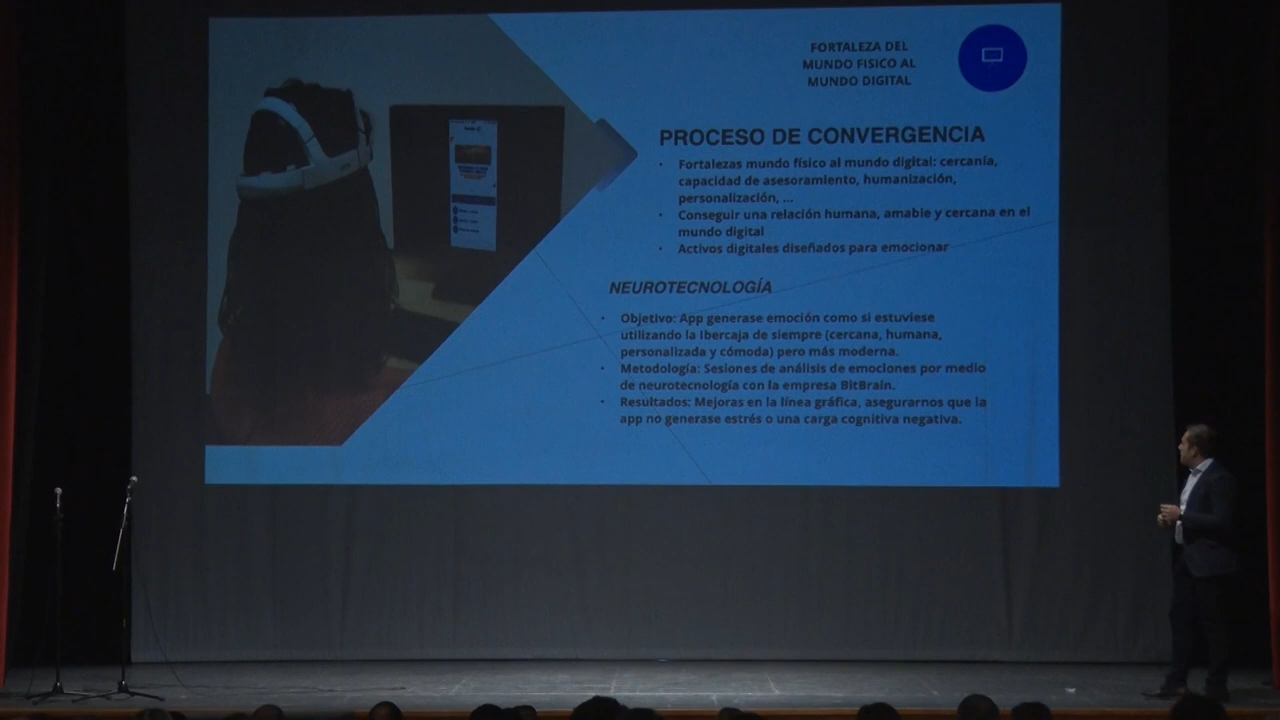 FORTALEZA DEL
MUNDO FISICO AL
MUNDO DIGITAL
PROCESO DE CONVERGENCIA
• Fortalezas mundo físico al mundo digital: cercanía,
capacidad de asesoramiento, humanización,
personalización, ...
• Conseguir una relación humana, amable y cercana en el
mundo digital
• Activos digitales diseñados para emocionar
NEUROTECNOLOGÍA
• Objetivo: App generase emoción como si estuviese
utilizando la Ibercaja de siempre (cercana, humana,
personalizada y cómoda) pero más moderna.
• Metodología: Sesiones de análisis de emociones por medio
de neurotecnología con la empresa BitBrain.
• Resultados: Mejoras en la línea gráfica, asegurarnos que la
app no generase estrés o una carga cognitiva negativa.